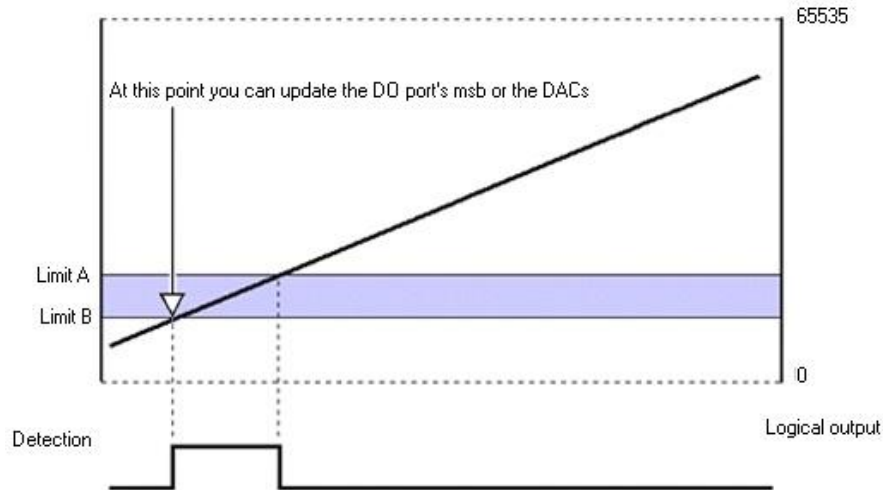 65535
At this point you can update the DO port's msb or the DACs
Limit A
Limit B
0
Detection
Logical output